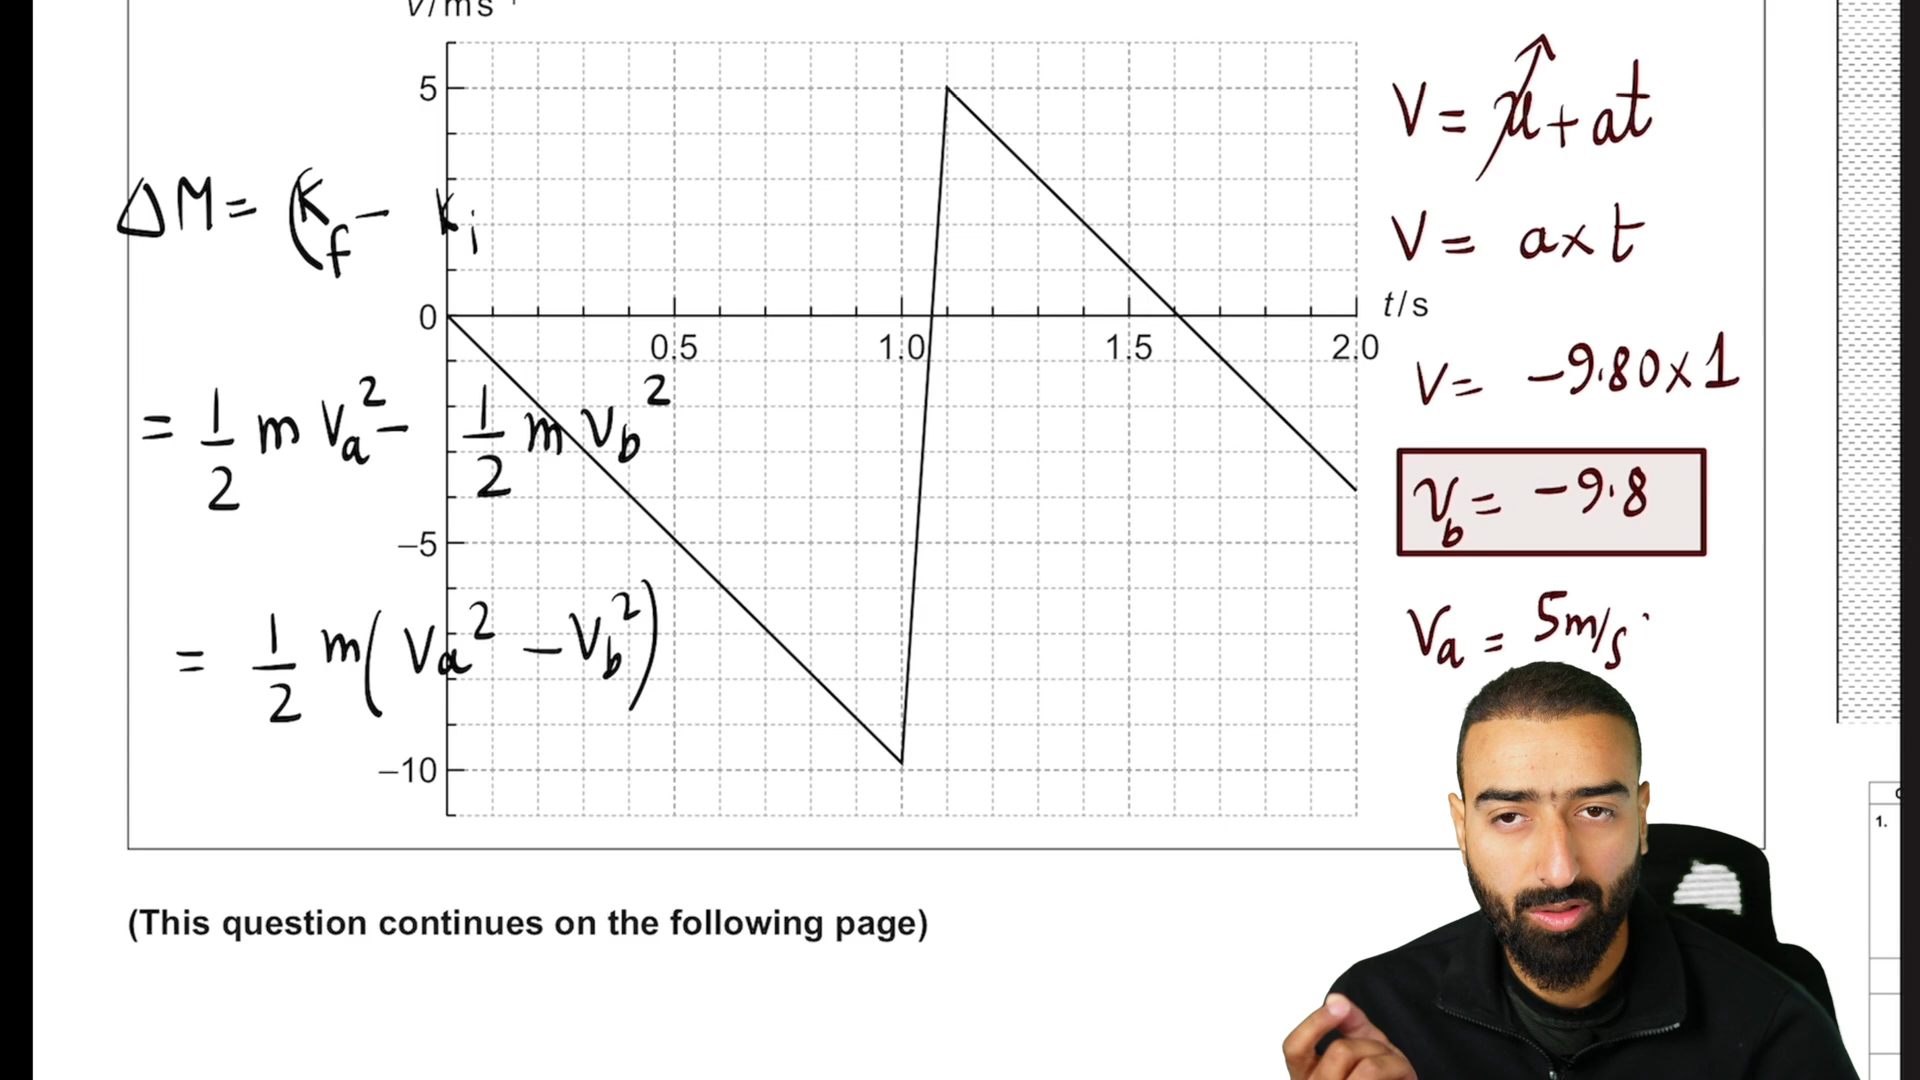 v/ms⁻¹
5
0
−5
−10
0.5 1.0 1.5 2.0
t/s
ΔM = (K_f − K_i
= 1/2 m V_a² − 1/2 m V_b²
= 1/2 m(V_a² − V_b²)
V = u + at
V = a x t
V = −9.80 x 1
V_b = −9.8
V_a = 5m/s
(This question continues on the following page)
1.